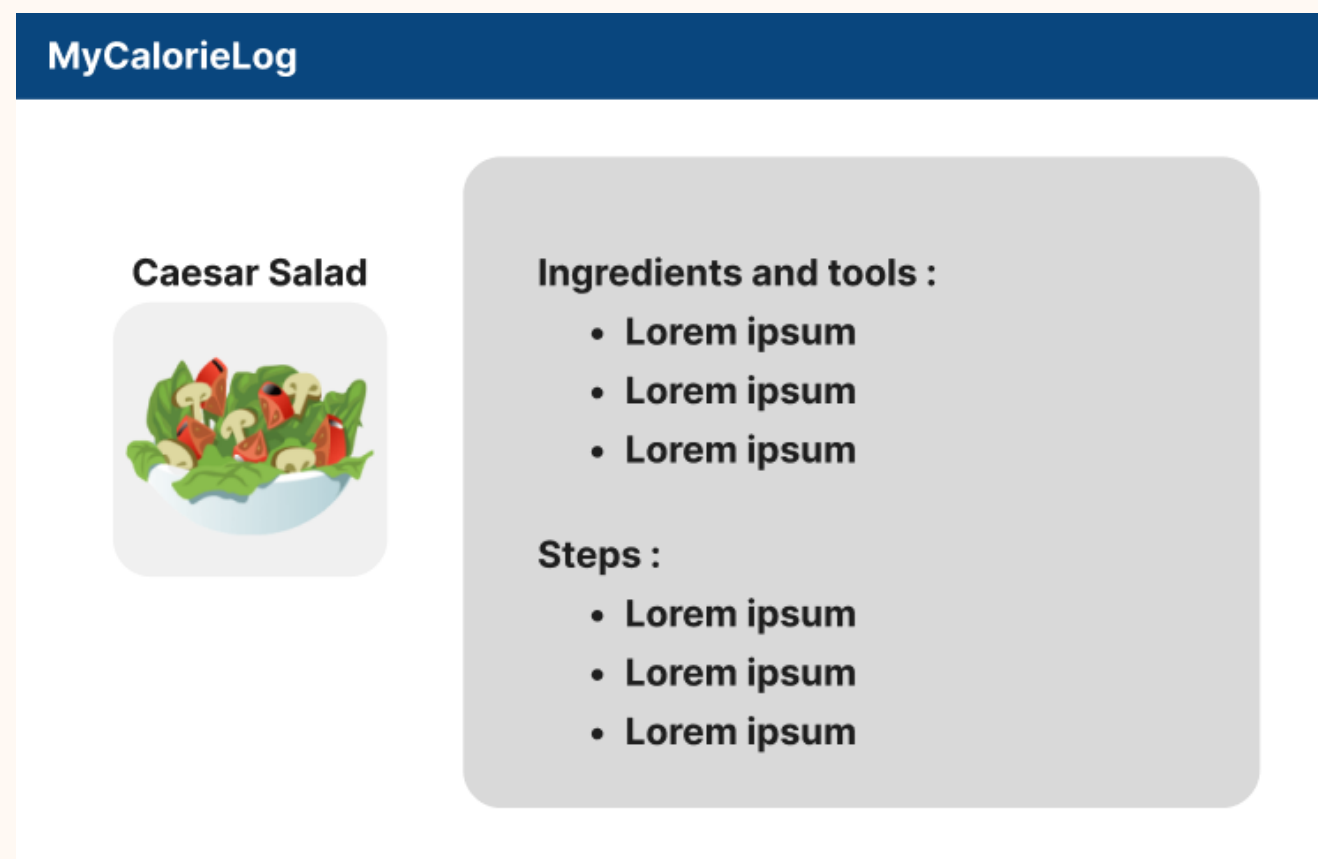 MyCalorieLog
Caesar Salad
Ingredients and tools :
• Lorem ipsum
• Lorem ipsum
• Lorem ipsum
Steps :
• Lorem ipsum
• Lorem ipsum
• Lorem ipsum